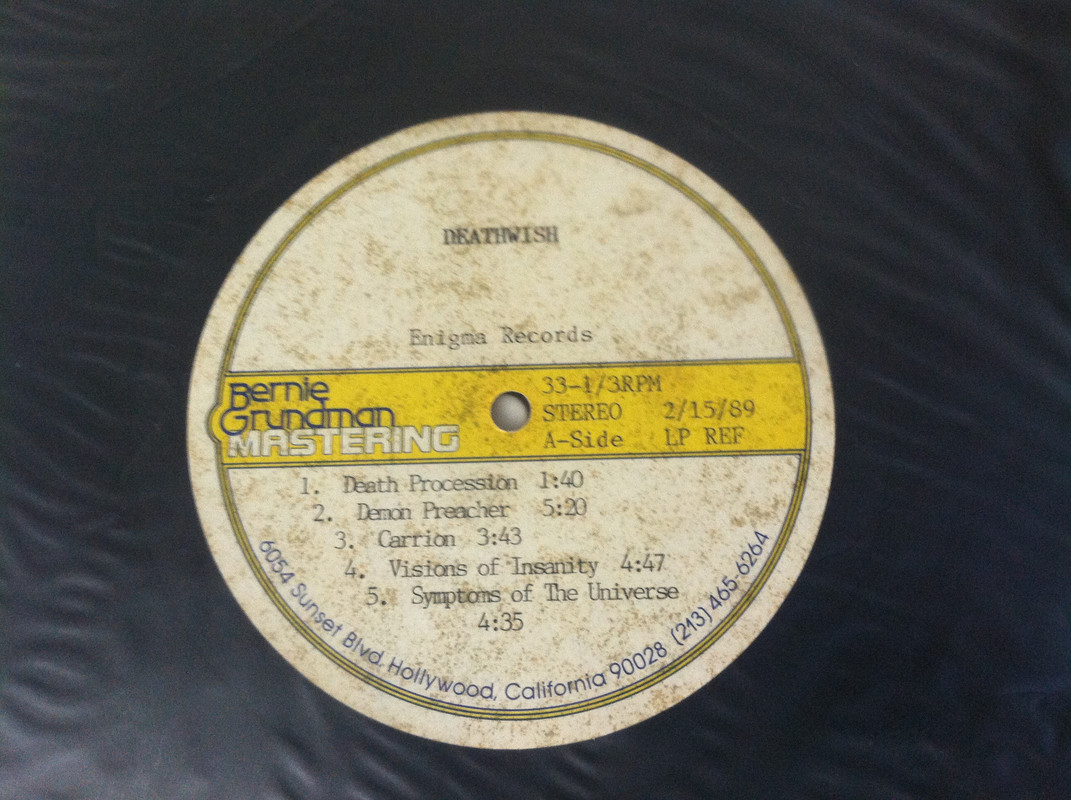 DEATHWISH
Enigma Records
Bernie
Grundman
MASTERING
33-1/3RPM
STEREO 2/15/89
A-Side LP REF
1. Death Procession 1:40
2. Demon Preacher 5:20
3. Carrion 3:43
4. Visions of Insanity 4:47
5. Symptoms of The Universe
4:35
6054 Sunset Blvd. Hollywood, California 90028 (213) 465-6264